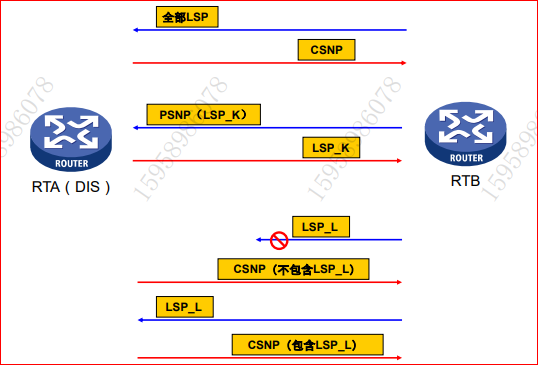 全部LSP
CSNP
PSNP（LSP_K）
LSP_K
ROUTER
ROUTER
RTA（DIS）
RTB
LSP_L
CSNP（不包含LSP_L）
LSP_L
CSNP（包含LSP_L）
15958986078
15958986078
15958986078